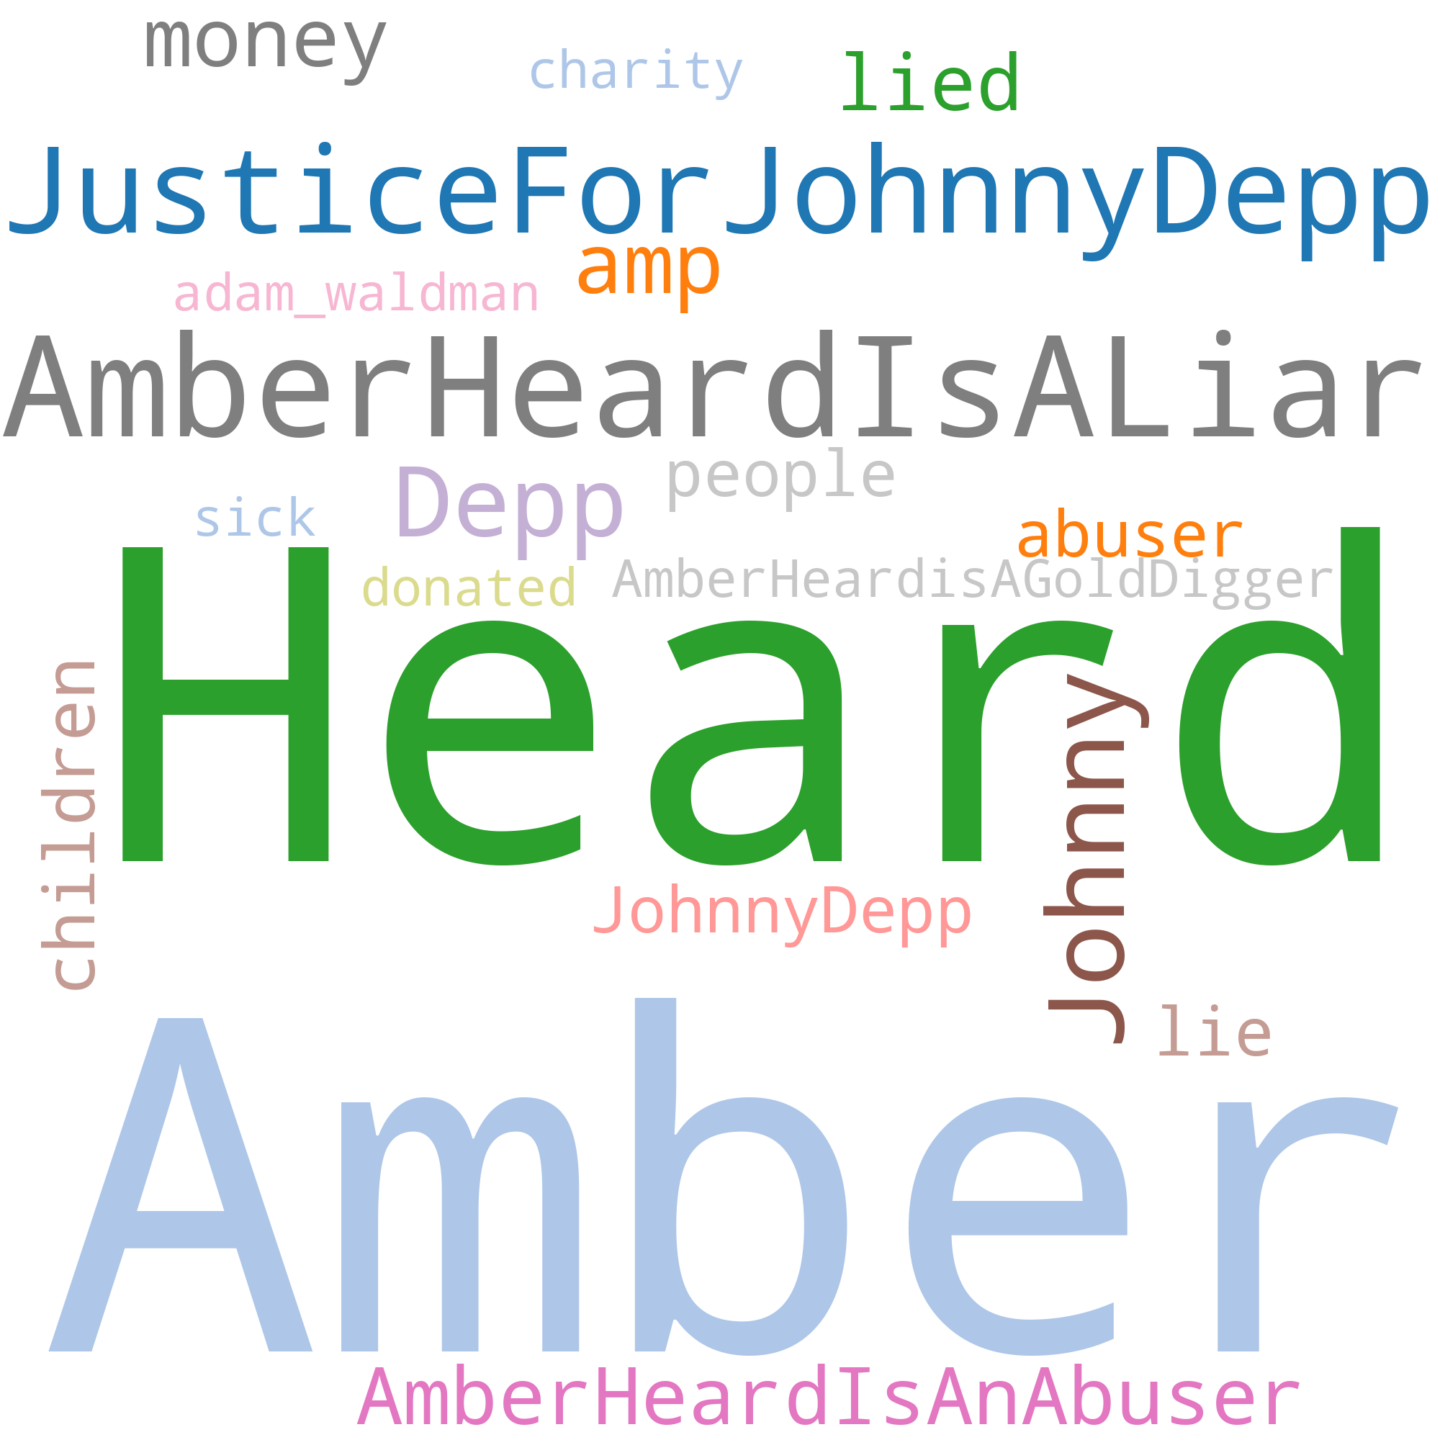 money
charity
lied
JusticeForJohnnyDepp
amp
adam_waldman
AmberHeardIsALiar
Depp
people
sick
abuser
donated
AmberHeardisAGoldDigger
Heard
children
Johnny
JohnnyDepp
lie
Amber
AmberHeardIsAnAbuser